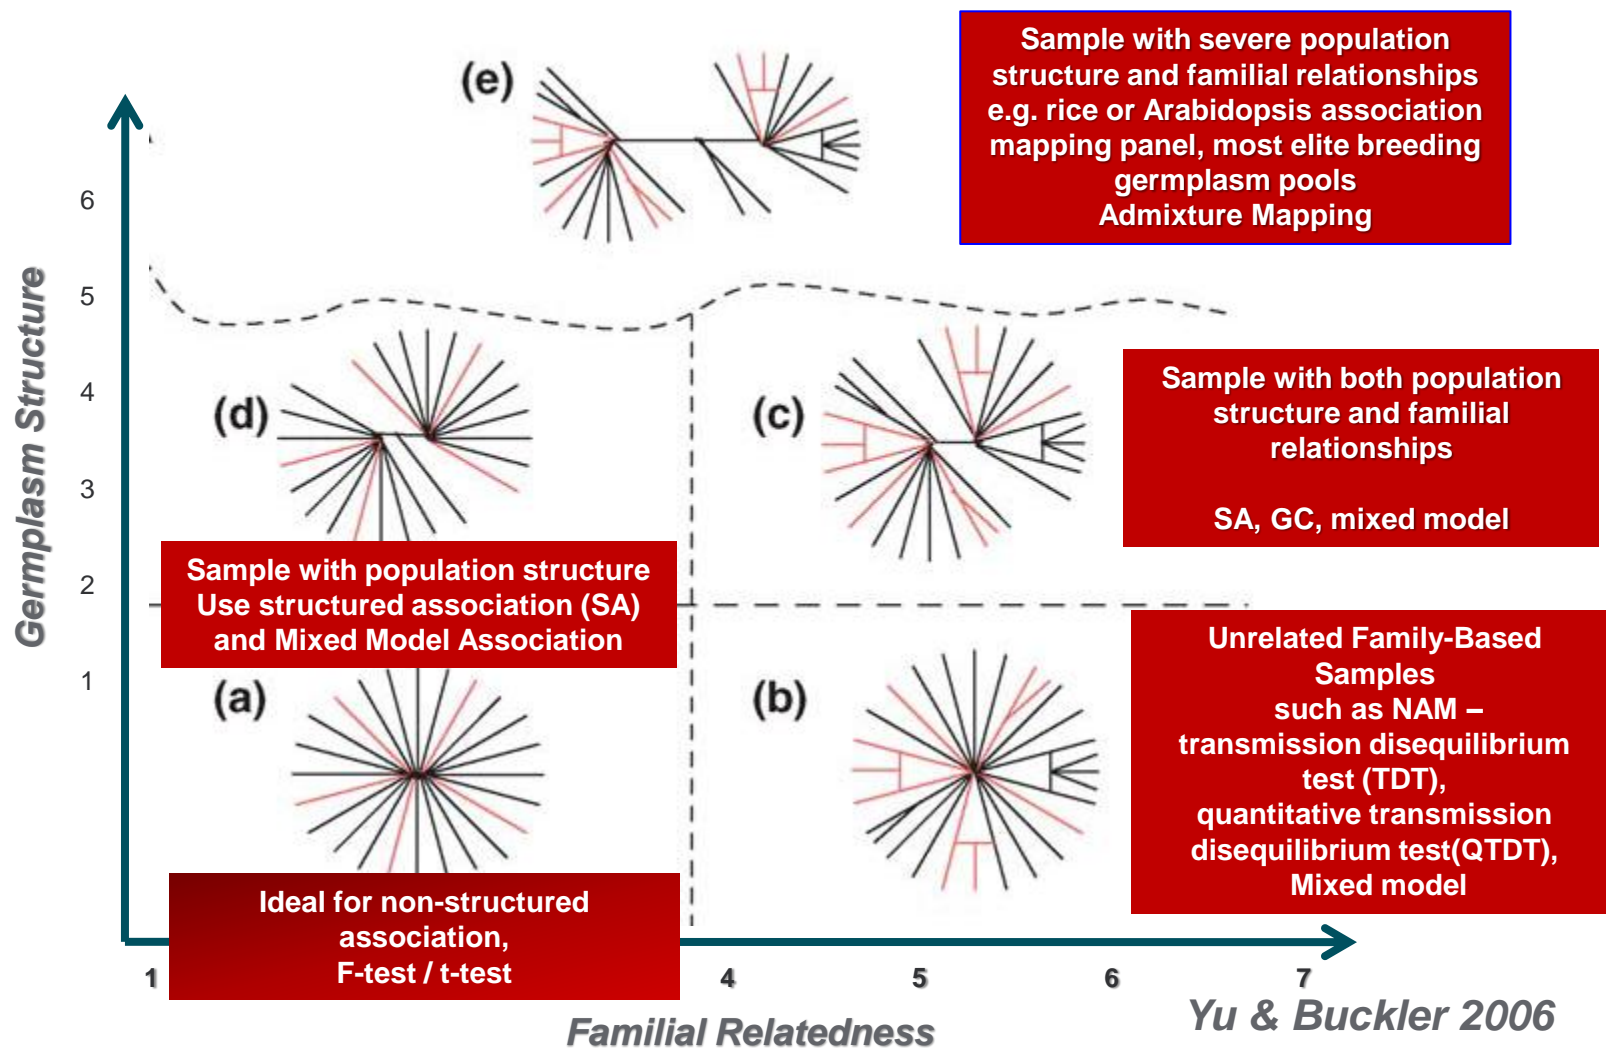 (e)
Sample with severe population
structure and familial relationships
e.g. rice or Arabidopsis association
mapping panel, most elite breeding
germplasm pools
Admixture Mapping
Germplasm Structure
6
5
4
3
2
1
(d)
Sample with population structure
Use structured association (SA)
and Mixed Model Association
(c)
Sample with both population
structure and familial
relationships
SA, GC, mixed model
(a)
Ideal for non-structured
association,
F-test / t-test
(b)
Unrelated Family-Based
Samples
such as NAM –
transmission disequilibrium
test (TDT),
quantitative transmission
disequilibrium test(QTDT),
Mixed model
1 4 5 6 7
Familial Relatedness
Yu & Buckler 2006